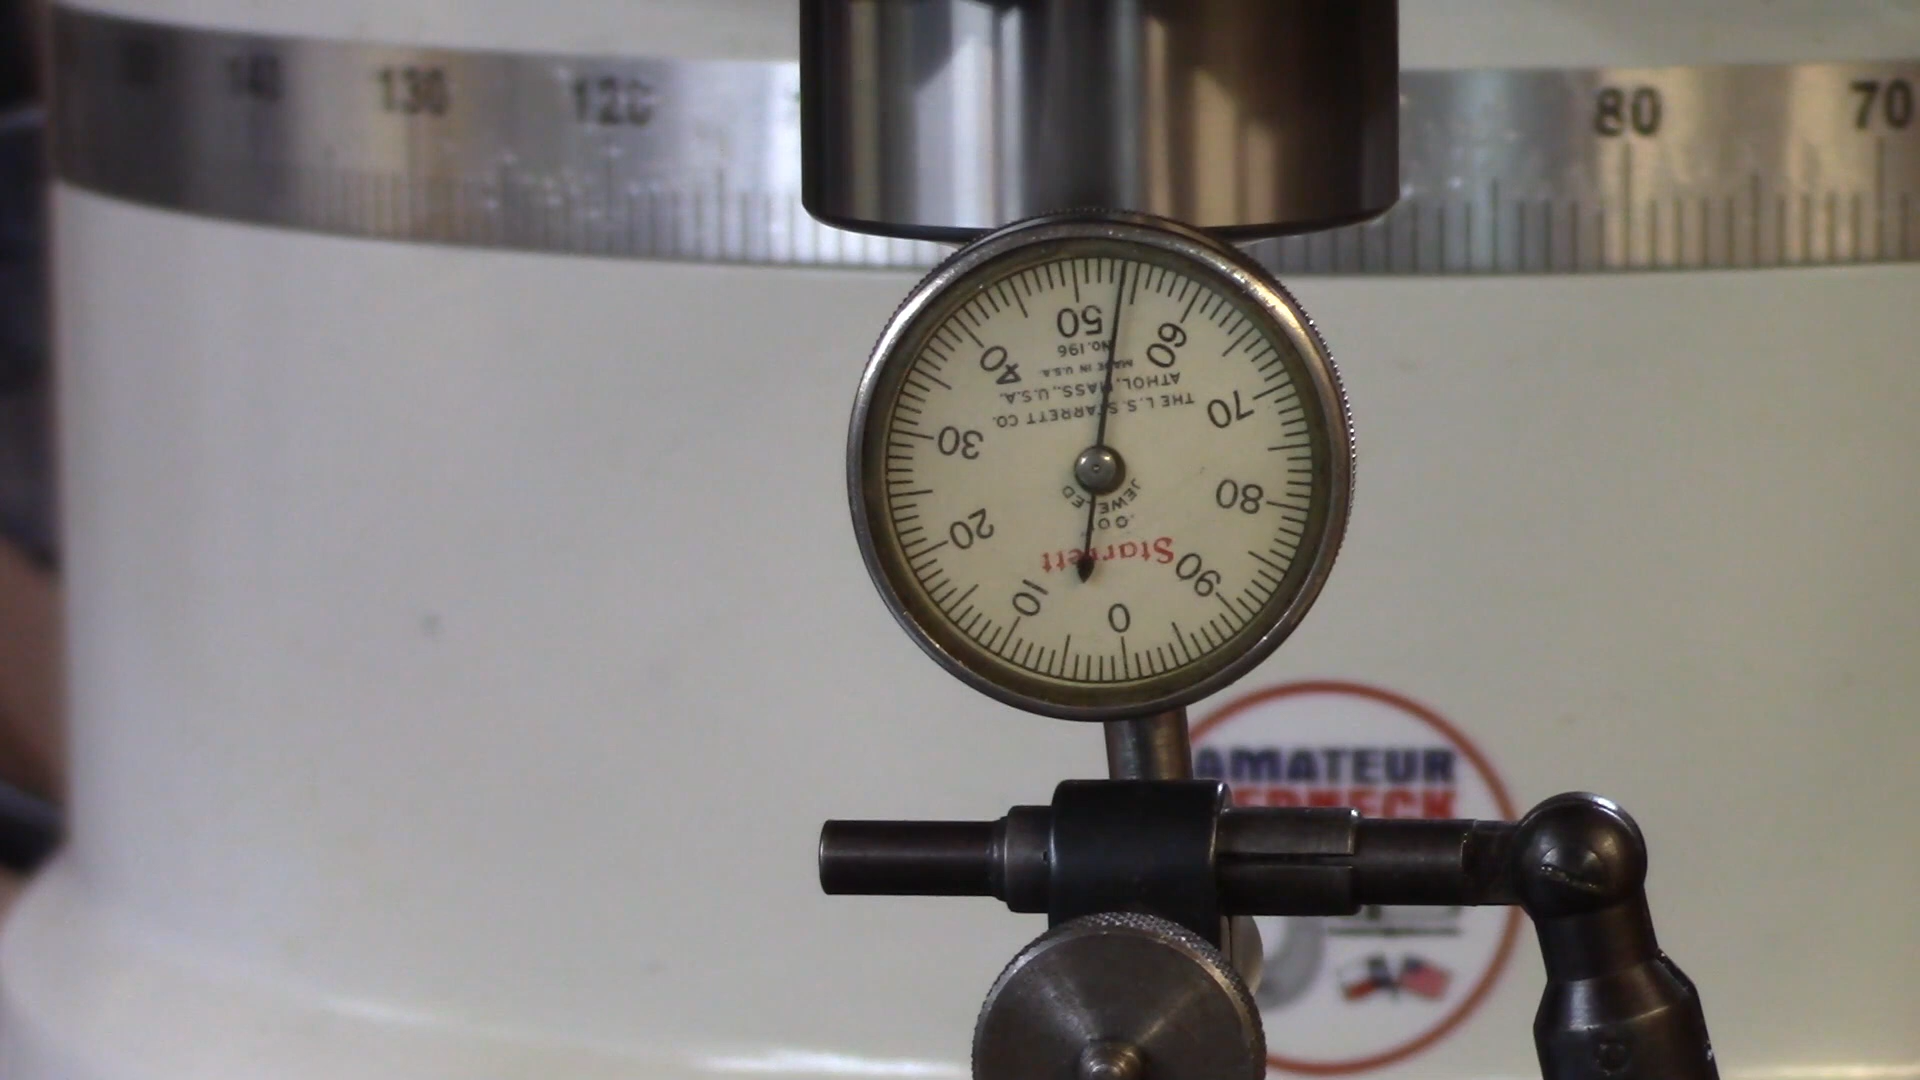 140 130 120 80 70
0
10
20
30
40
50
60
70
80
90
Starrett
JEWELED
THE L.S. STARRETT CO.
ATHOL, MASS., U.S.A.
MADE IN U.S.A.
No. 196
AMATEUR